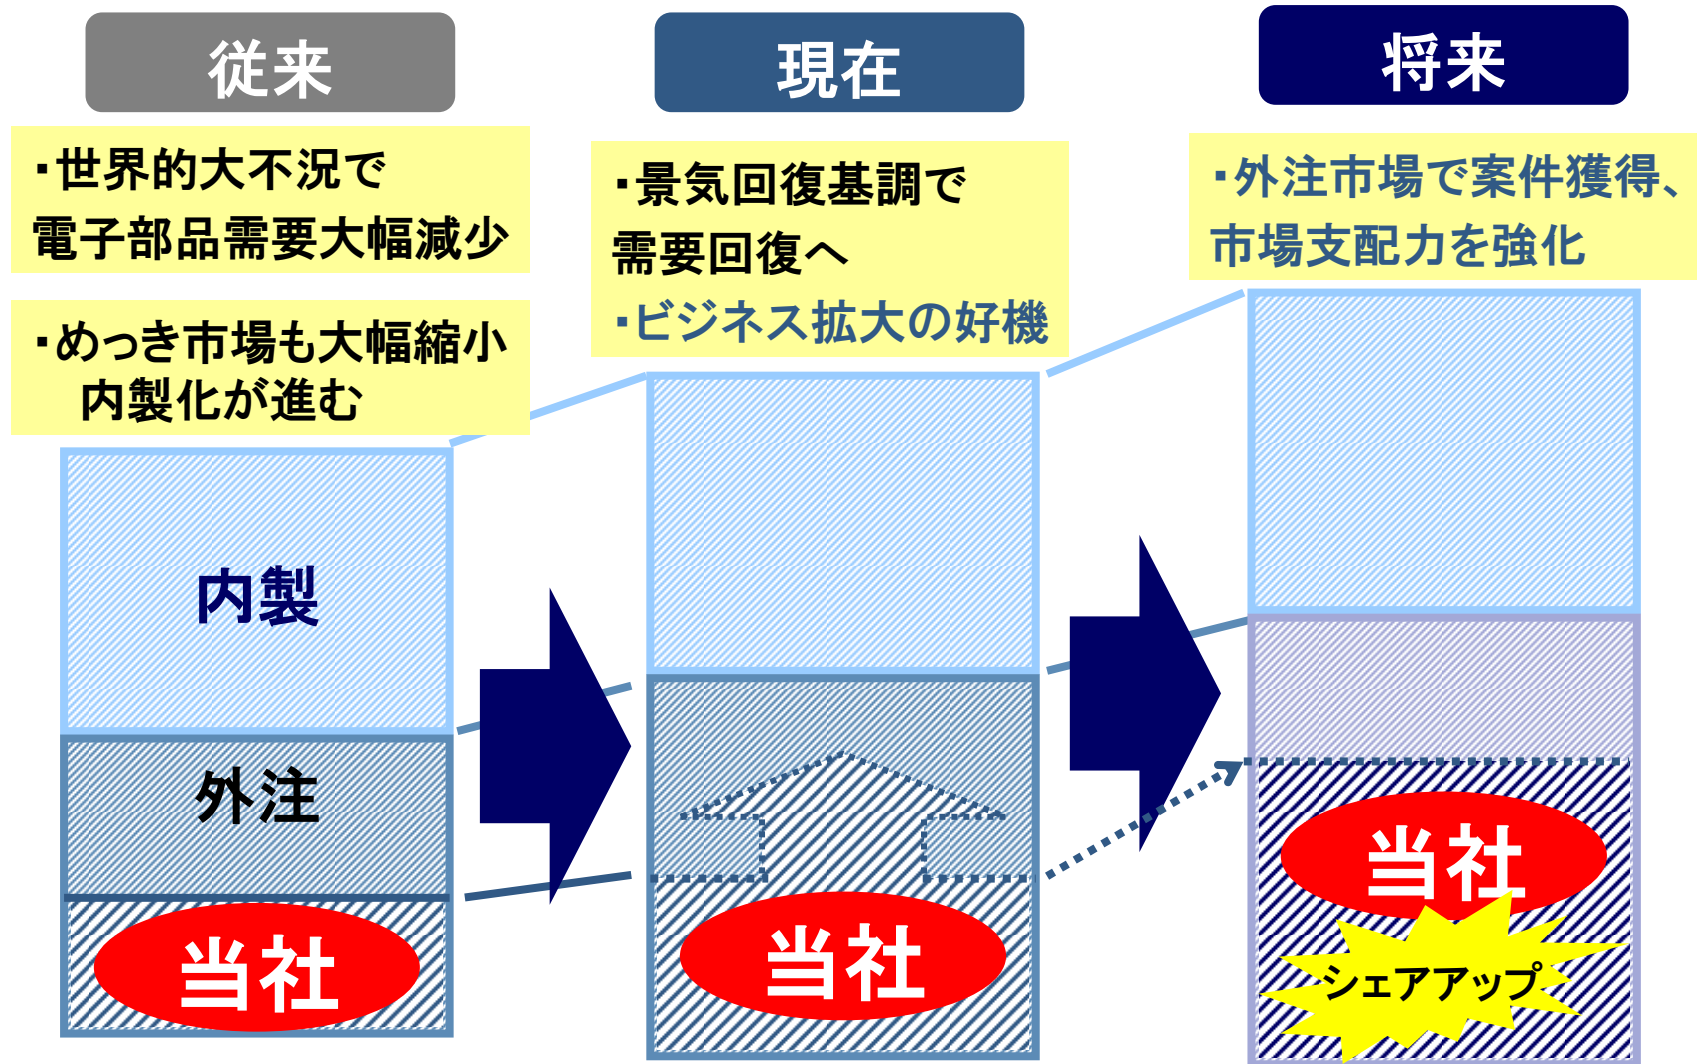 従来
・世界的大不況で
電子部品需要大幅減少
・めっき市場も大幅縮小
内製化が進む
内製
外注
当社
現在
・景気回復基調で
需要回復へ
・ビジネス拡大の好機
当社
将来
・外注市場で案件獲得、
市場支配力を強化
当社
シェアアップ